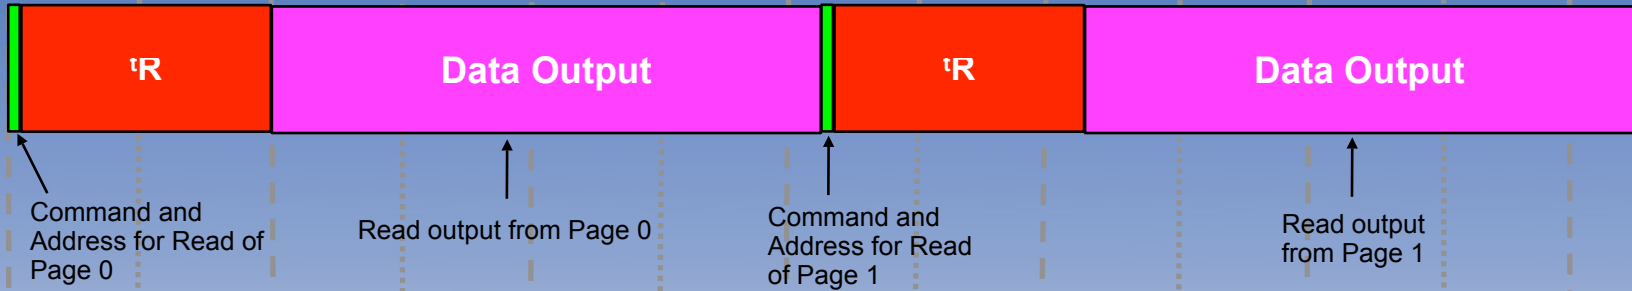 tR
Data Output
tR
Data Output
Command and
Address for Read of
Page 0
Read output from Page 0
Command and
Address for Read
of Page 1
Read output
from Page 1